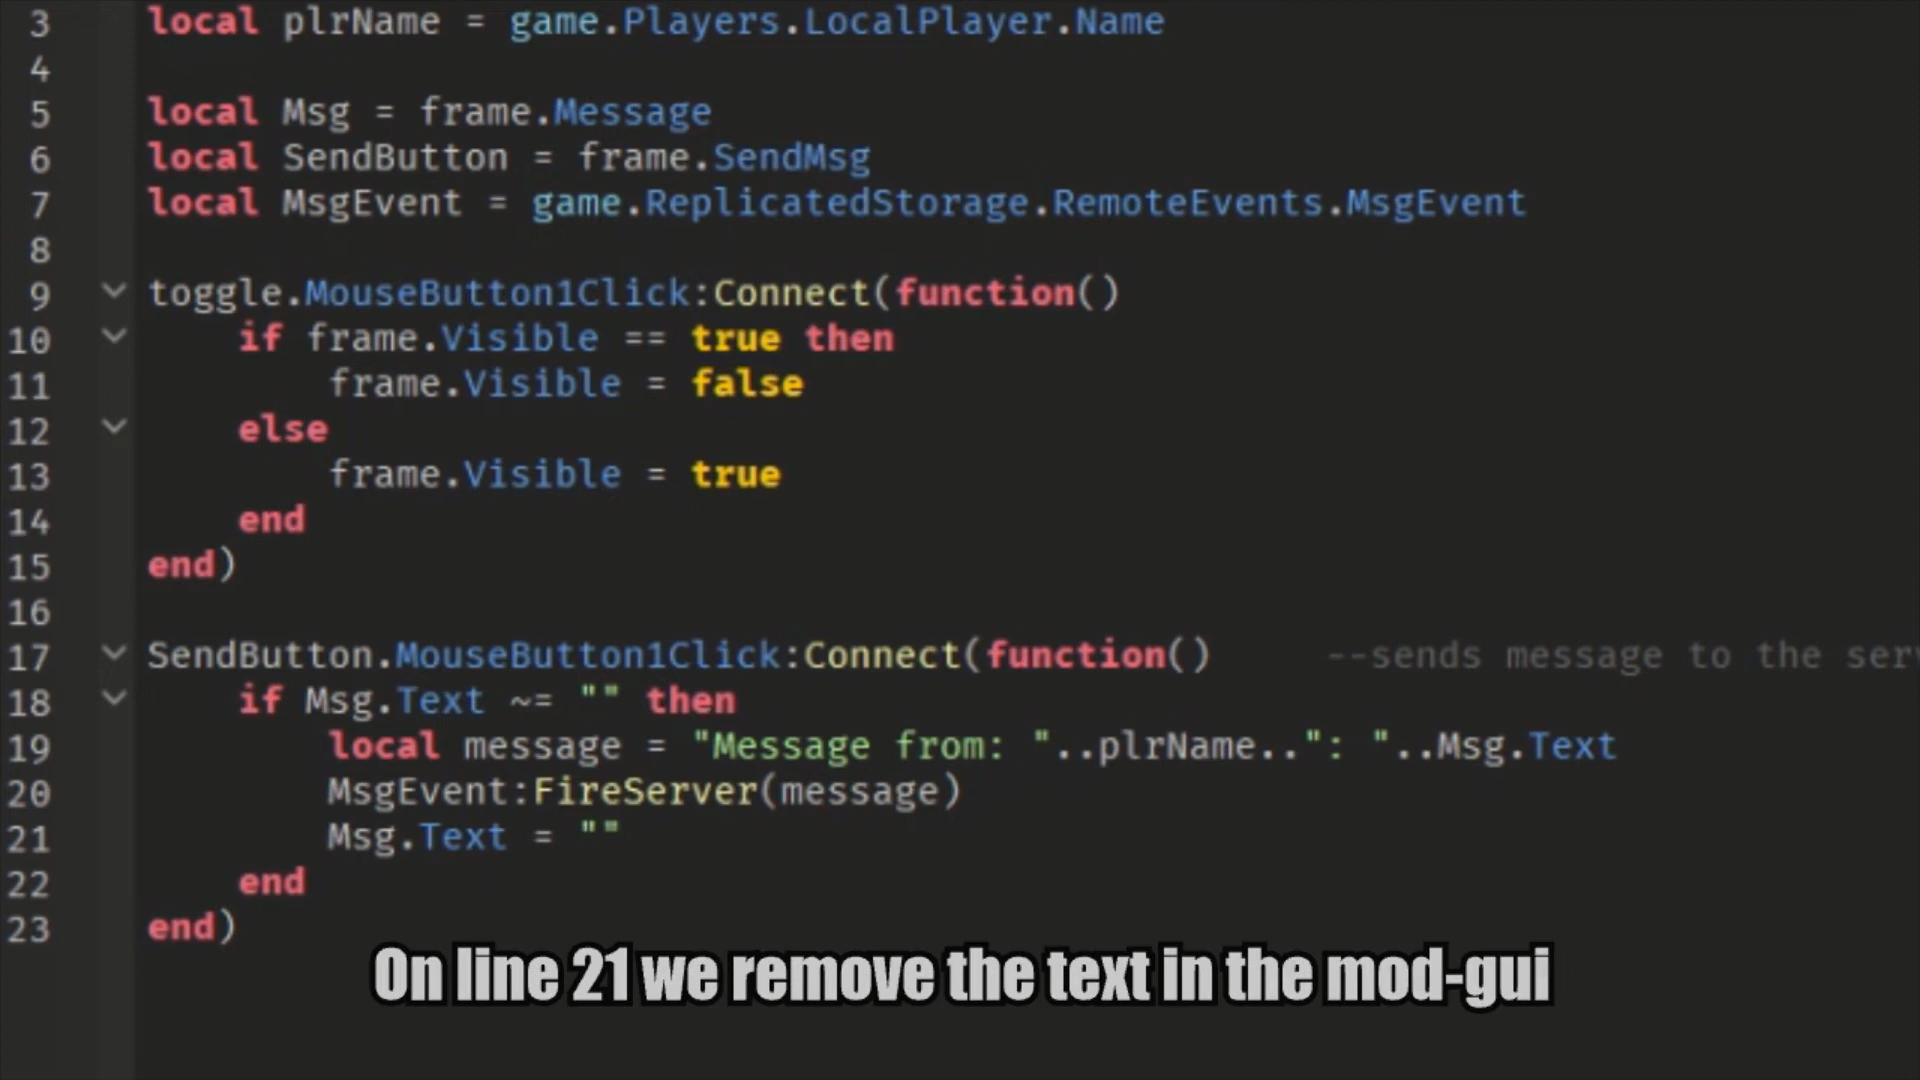 3 local plrName = game.Players.LocalPlayer.Name
4
5 local Msg = frame.Message
6 local SendButton = frame.SendMsg
7 local MsgEvent = game.ReplicatedStorage.RemoteEvents.MsgEvent
8
9 toggle.MouseButton1Click:Connect(function()
10     if frame.Visible == true then
11         frame.Visible = false
12     else
13         frame.Visible = true
14     end
15 end)
16
17 SendButton.MouseButton1Click:Connect(function()     --sends message to the serv
18     if Msg.Text ~= "" then
19         local message = "Message from: "..plrName..": "..Msg.Text
20         MsgEvent:FireServer(message)
21         Msg.Text = ""
22     end
23 end)
On line 21 we remove the text in the mod-gui